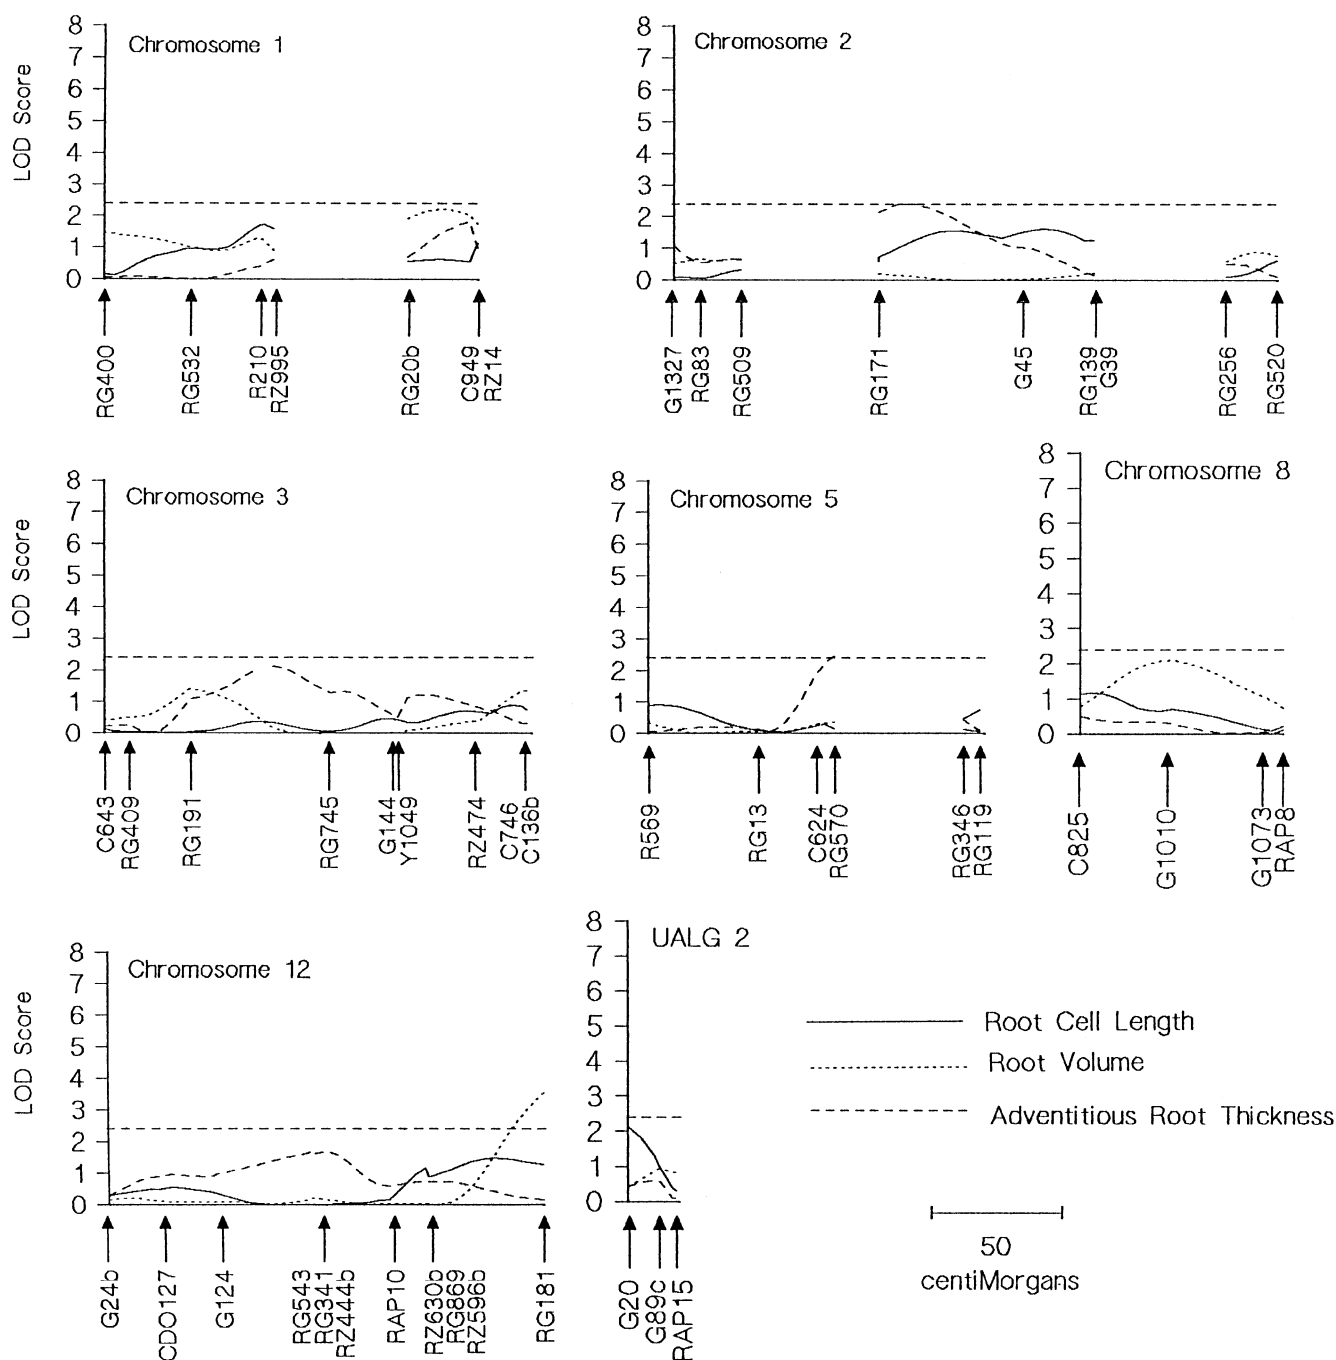 Chromosome 1
LOD Score
8
7
6
5
4
3
2
1
0
RG400
RG532
R210
RZ995
RG20b
C949
RZ14
Chromosome 2
8
7
6
5
4
3
2
1
0
G1327
RG83
RG509
RG171
G45
RG139
G39
RG256
RG520
Chromosome 3
LOD Score
8
7
6
5
4
3
2
1
0
C643
RG409
RG191
RG745
G144
Y1049
RZ474
C746
C136b
Chromosome 5
8
7
6
5
4
3
2
1
0
R569
RG13
C624
RG570
RG346
RG119
Chromosome 8
8
7
6
5
4
3
2
1
0
C825
G1010
G1073
RAP8
Chromosome 12
LOD Score
8
7
6
5
4
3
2
1
0
G24b
CDO127
G124
RG543
RG341
RZ444b
RAP10
RZ630b
RG869
RZ596b
RG181
UALG 2
8
7
6
5
4
3
2
1
0
G20
G89c
RAP15
Root Cell Length
Root Volume
Adventitious Root Thickness
50
centiMorgans